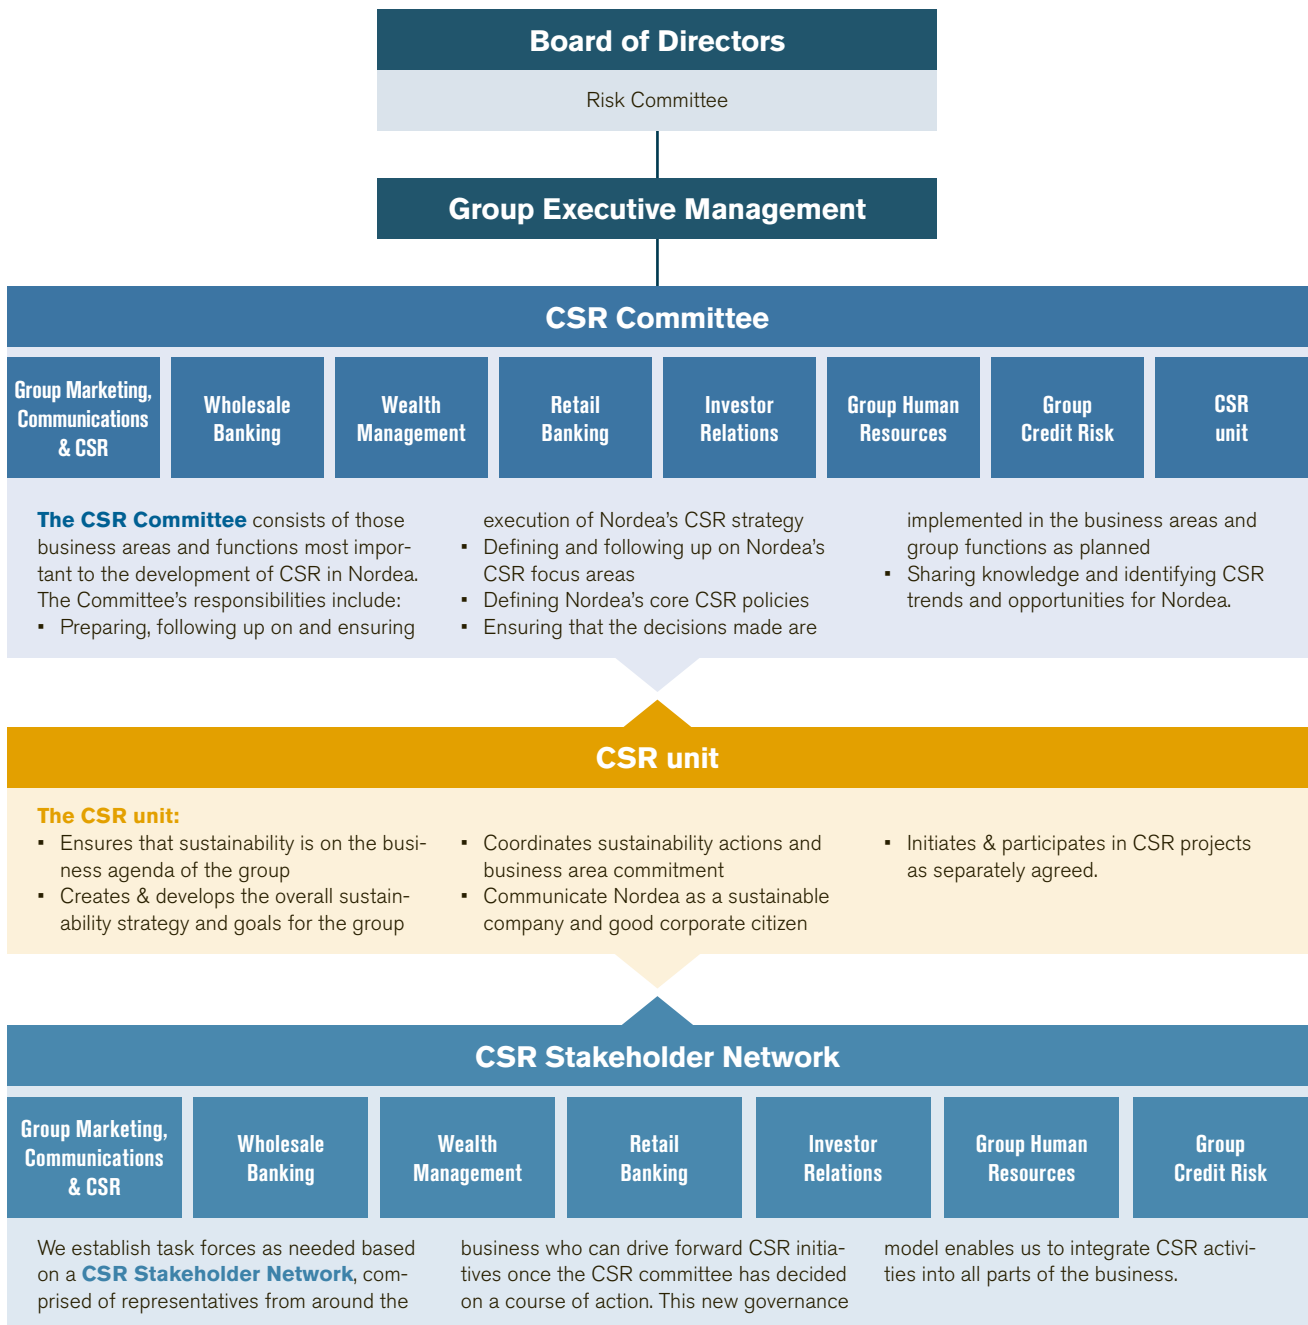 Board of Directors
Risk Committee
Group Executive Management
CSR Committee
Group Marketing,
Communications
& CSR
Wholesale
Banking
Wealth
Management
Retail
Banking
Investor
Relations
Group Human
Resources
Group
Credit Risk
CSR
unit
The CSR Committee consists of those
business areas and functions most impor-
tant to the development of CSR in Nordea.
The Committee’s responsibilities include:
▪ Preparing, following up on and ensuring
execution of Nordea’s CSR strategy
▪ Defining and following up on Nordea’s
CSR focus areas
▪ Defining Nordea’s core CSR policies
▪ Ensuring that the decisions made are
implemented in the business areas and
group functions as planned
▪ Sharing knowledge and identifying CSR
trends and opportunities for Nordea.
CSR unit
The CSR unit:
▪ Ensures that sustainability is on the busi-
ness agenda of the group
▪ Creates & develops the overall sustain-
ability strategy and goals for the group
▪ Coordinates sustainability actions and
business area commitment
▪ Communicate Nordea as a sustainable
company and good corporate citizen
▪ Initiates & participates in CSR projects
as separately agreed.
CSR Stakeholder Network
Group Marketing,
Communications
& CSR
Wholesale
Banking
Wealth
Management
Retail
Banking
Investor
Relations
Group Human
Resources
Group
Credit Risk
We establish task forces as needed based
on a CSR Stakeholder Network, com-
prised of representatives from around the
business who can drive forward CSR initia-
tives once the CSR committee has decided
on a course of action. This new governance
model enables us to integrate CSR activi-
ties into all parts of the business.